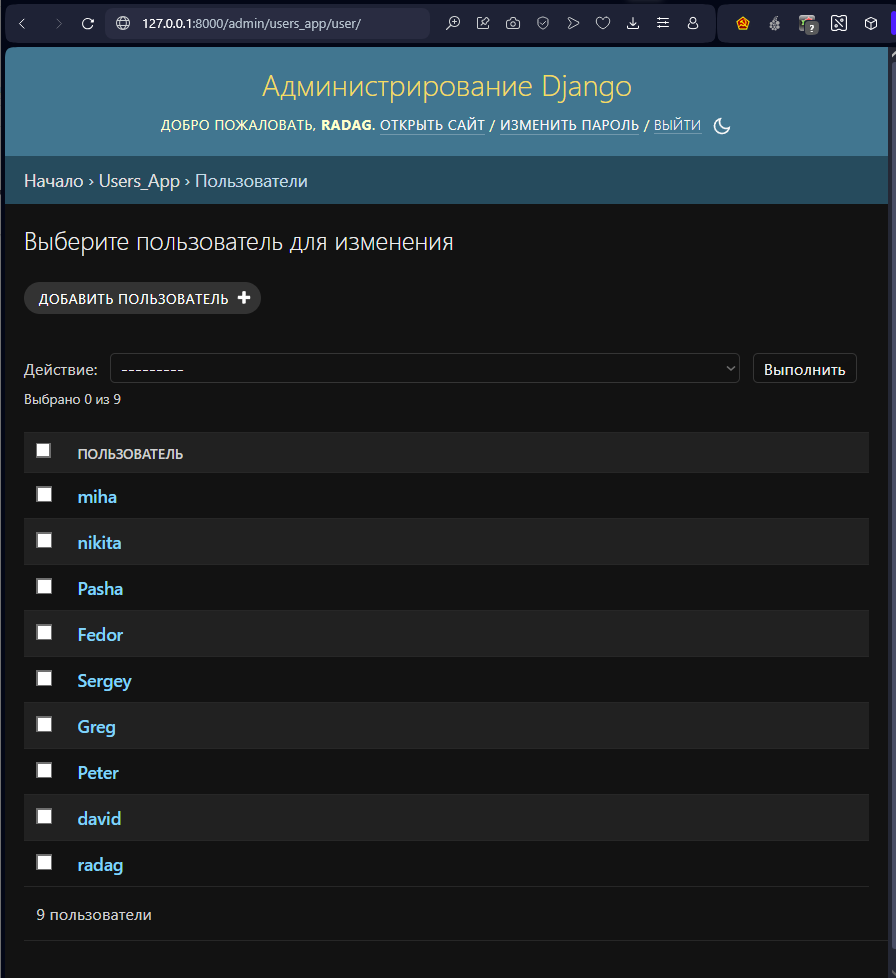 127.0.0.1:8000/admin/users_app/user/
Администрирование Django
ДОБРО ПОЖАЛОВАТЬ, RADAG. ОТКРЫТЬ САЙТ / ИЗМЕНИТЬ ПАРОЛЬ / ВЫЙТИ
Начало › Users_App › Пользователи
Выберите пользователь для изменения
ДОБАВИТЬ ПОЛЬЗОВАТЕЛЬ
Действие: --------- Выполнить
Выбрано 0 из 9
ПОЛЬЗОВАТЕЛЬ
miha
nikita
Pasha
Fedor
Sergey
Greg
Peter
david
radag
9 пользователи